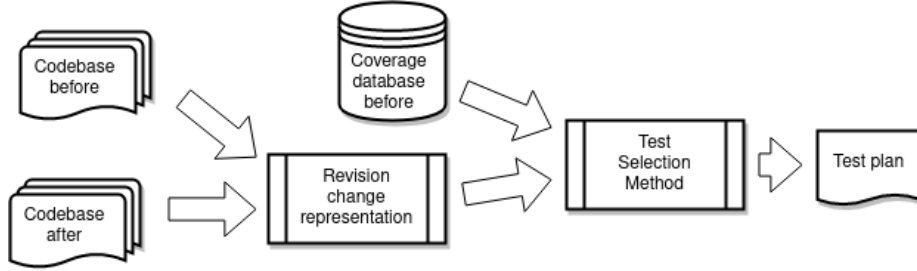 Codebase
before
Coverage
database
before
Test
Selection
Method
Test plan
Revision
change
representation
Codebase
after